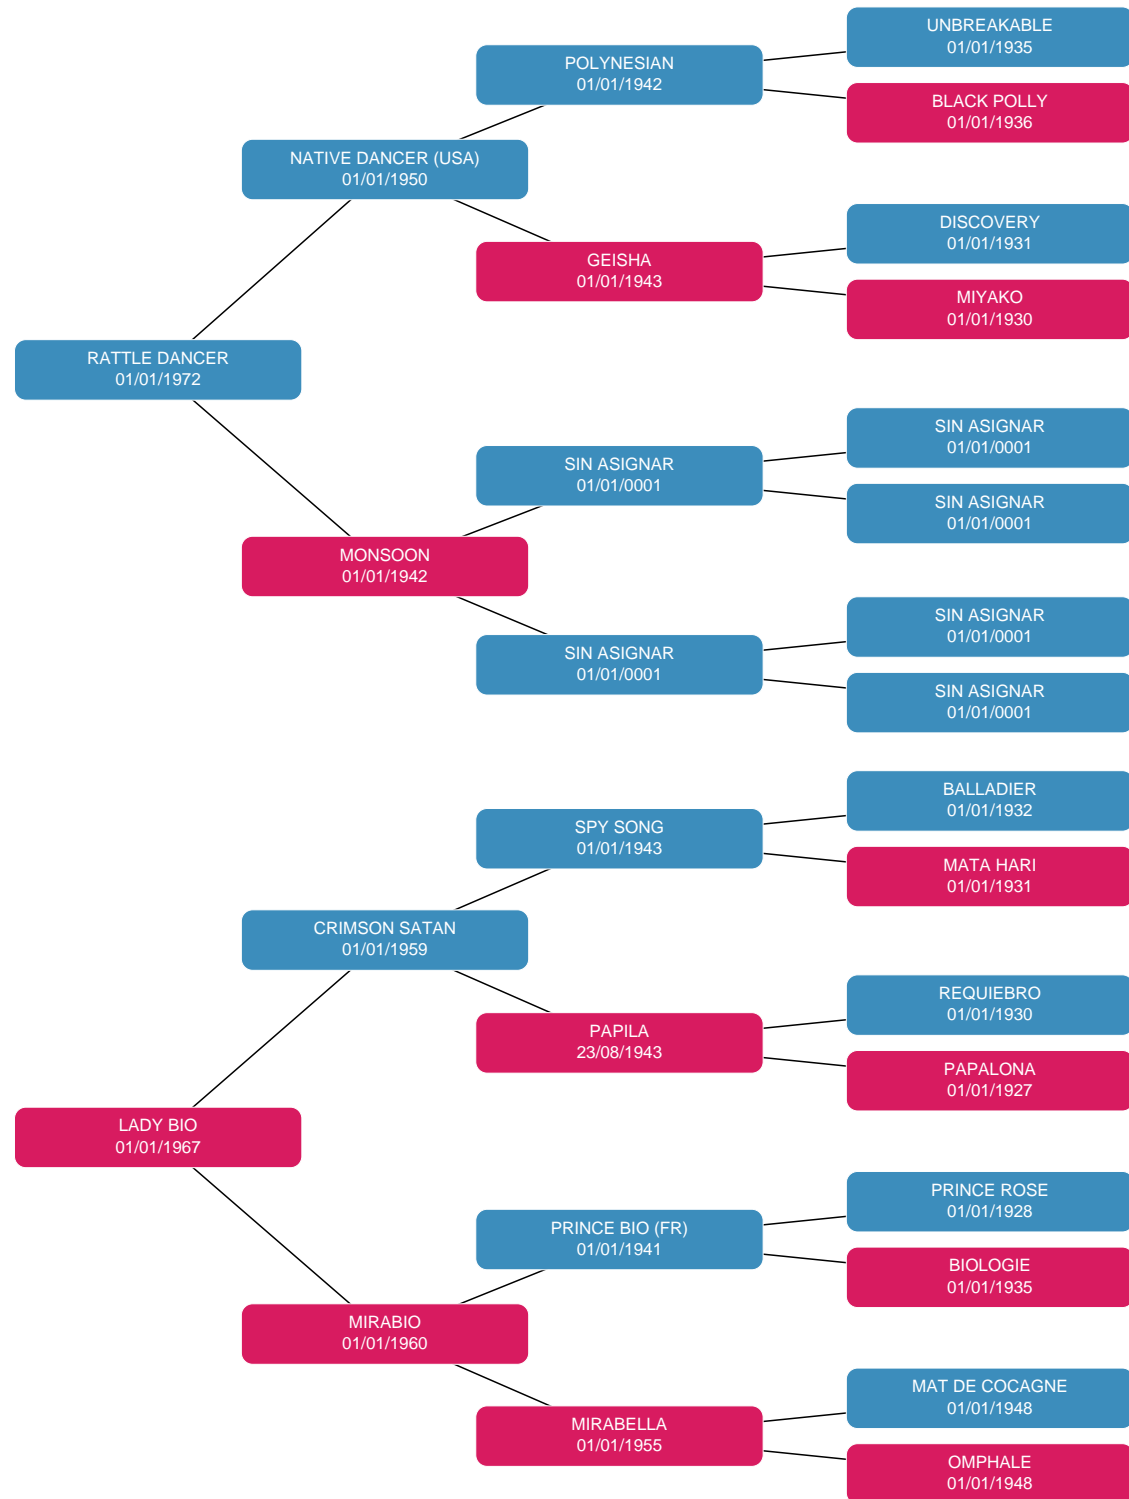 UNBREAKABLE
01/01/1935
POLYNESIAN
01/01/1942
BLACK POLLY
01/01/1936
NATIVE DANCER (USA)
01/01/1950
DISCOVERY
01/01/1931
GEISHA
01/01/1943
MIYAKO
01/01/1930
RATTLE DANCER
01/01/1972
SIN ASIGNAR
01/01/0001
SIN ASIGNAR
01/01/0001
SIN ASIGNAR
01/01/0001
MONSOON
01/01/1942
SIN ASIGNAR
01/01/0001
SIN ASIGNAR
01/01/0001
SIN ASIGNAR
01/01/0001
BALLADIER
01/01/1932
SPY SONG
01/01/1943
MATA HARI
01/01/1931
CRIMSON SATAN
01/01/1959
REQUIEBRO
01/01/1930
PAPILA
23/08/1943
PAPALONA
01/01/1927
LADY BIO
01/01/1967
PRINCE ROSE
01/01/1928
PRINCE BIO (FR)
01/01/1941
BIOLOGIE
01/01/1935
MIRABIO
01/01/1960
MAT DE COCAGNE
01/01/1948
MIRABELLA
01/01/1955
OMPHALE
01/01/1948